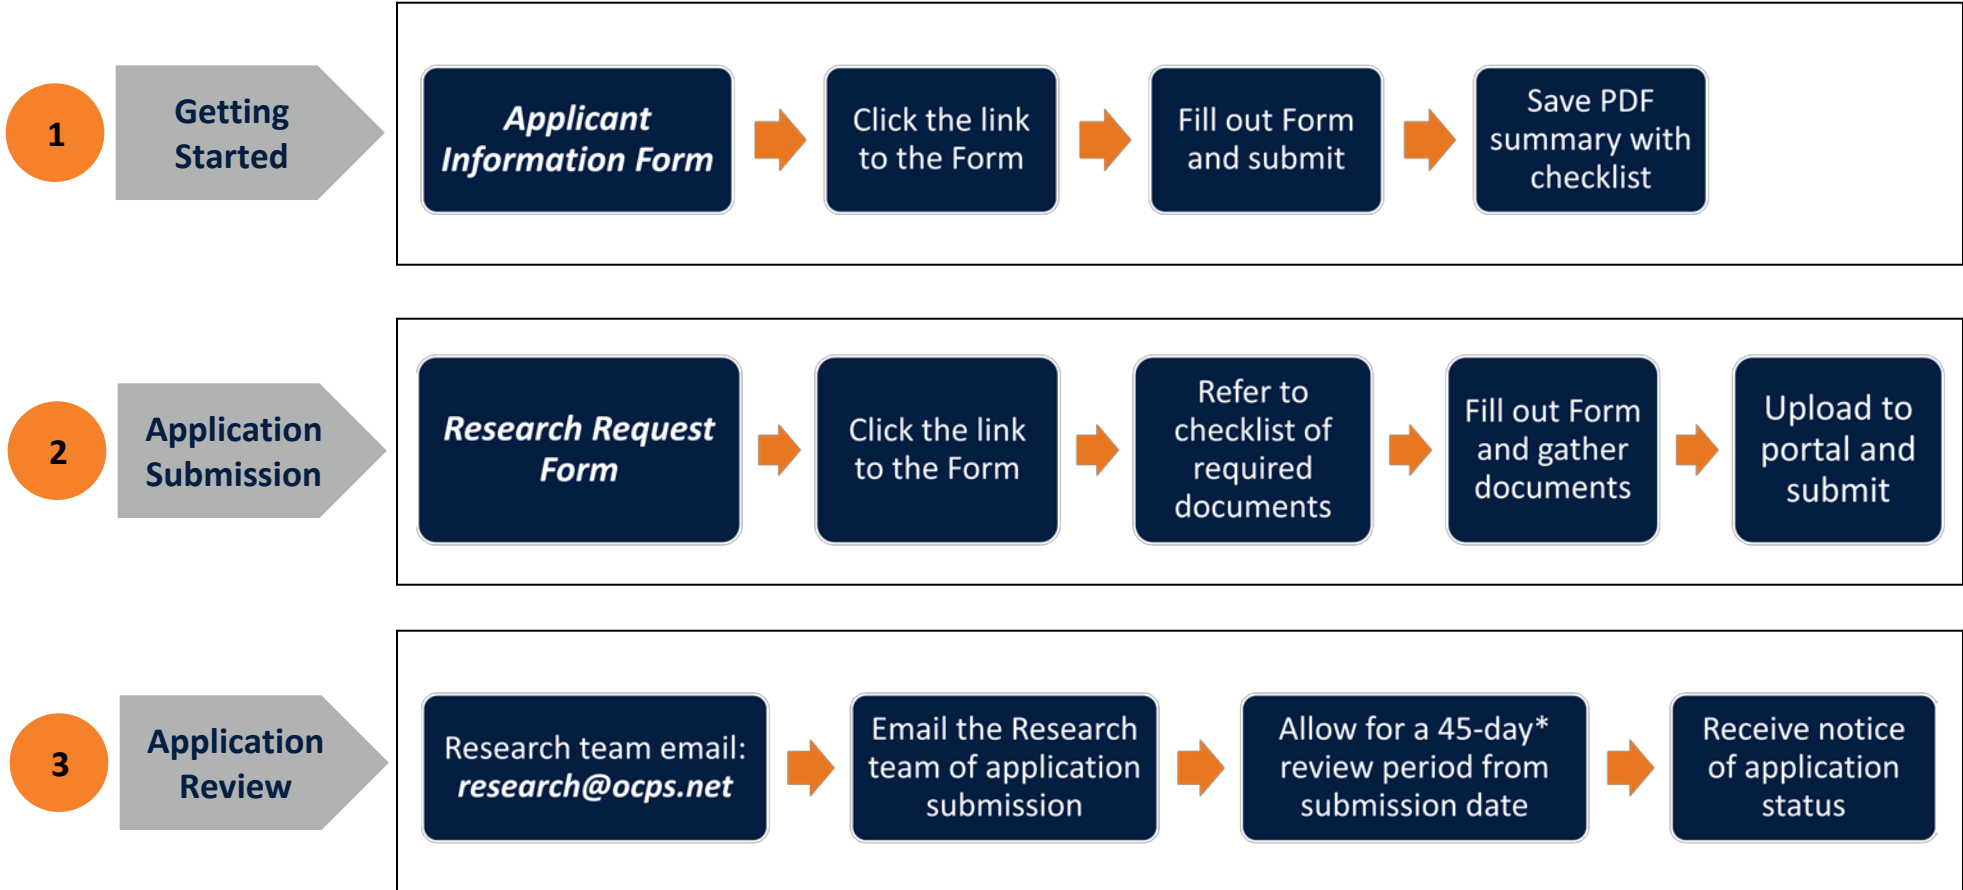 1
Getting
Started
Applicant
Information Form
Click the link
to the Form
Fill out Form
and submit
Save PDF
summary with
checklist
2
Application
Submission
Research Request
Form
Click the link
to the Form
Refer to
checklist of
required
documents
Fill out Form
and gather
documents
Upload to
portal and
submit
3
Application
Review
Research team email:
research@ocps.net
Email the Research
team of application
submission
Allow for a 45-day*
review period from
submission date
Receive notice
of application
status